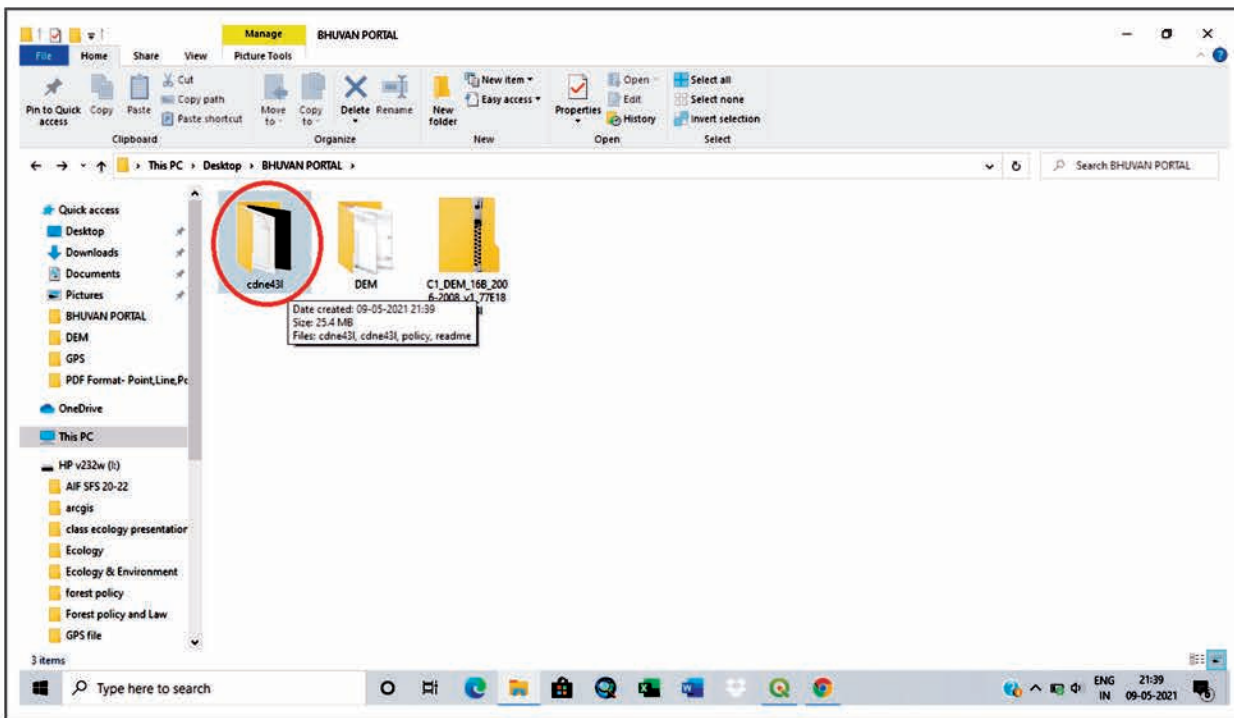 Manage
BHUVAN PORTAL
File
Home
Share
View
Picture Tools
Pin to Quick access
Copy
Paste
Cut
Copy path
Paste shortcut
Clipboard
Move to
Copy to
Delete
Rename
Organize
New folder
New item
Easy access
New
Properties
Open
Edit
History
Open
Select all
Select none
Invert selection
Select
This PC > Desktop > BHUVAN PORTAL >
Search BHUVAN PORTAL
Quick access
Desktop
Downloads
Documents
Pictures
BHUVAN PORTAL
DEM
GPS
PDF Format- Point,Line,Pc
OneDrive
This PC
HP v232w (I:)
AIF SFS 20-22
arcgis
class ecology presentation
Ecology
Ecology & Environment
forest policy
Forest policy and Law
GPS file
cdne43l
DEM
C1_DEM_16B_200
6-2008_v1_77E18
Date created: 09-05-2021 21:39
Size: 25.4 MB
Files: cdne43l, cdne43l, policy, readme
3 items
Type here to search
ENG
IN
21:39
09-05-2021